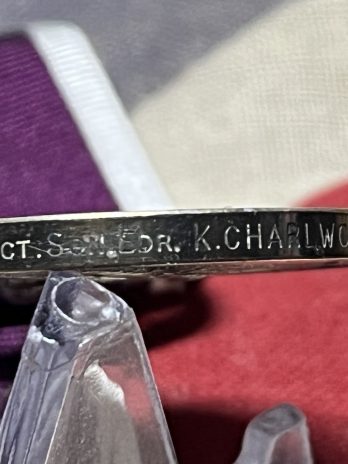 CT. SQN. LDR. K. CHARLWO